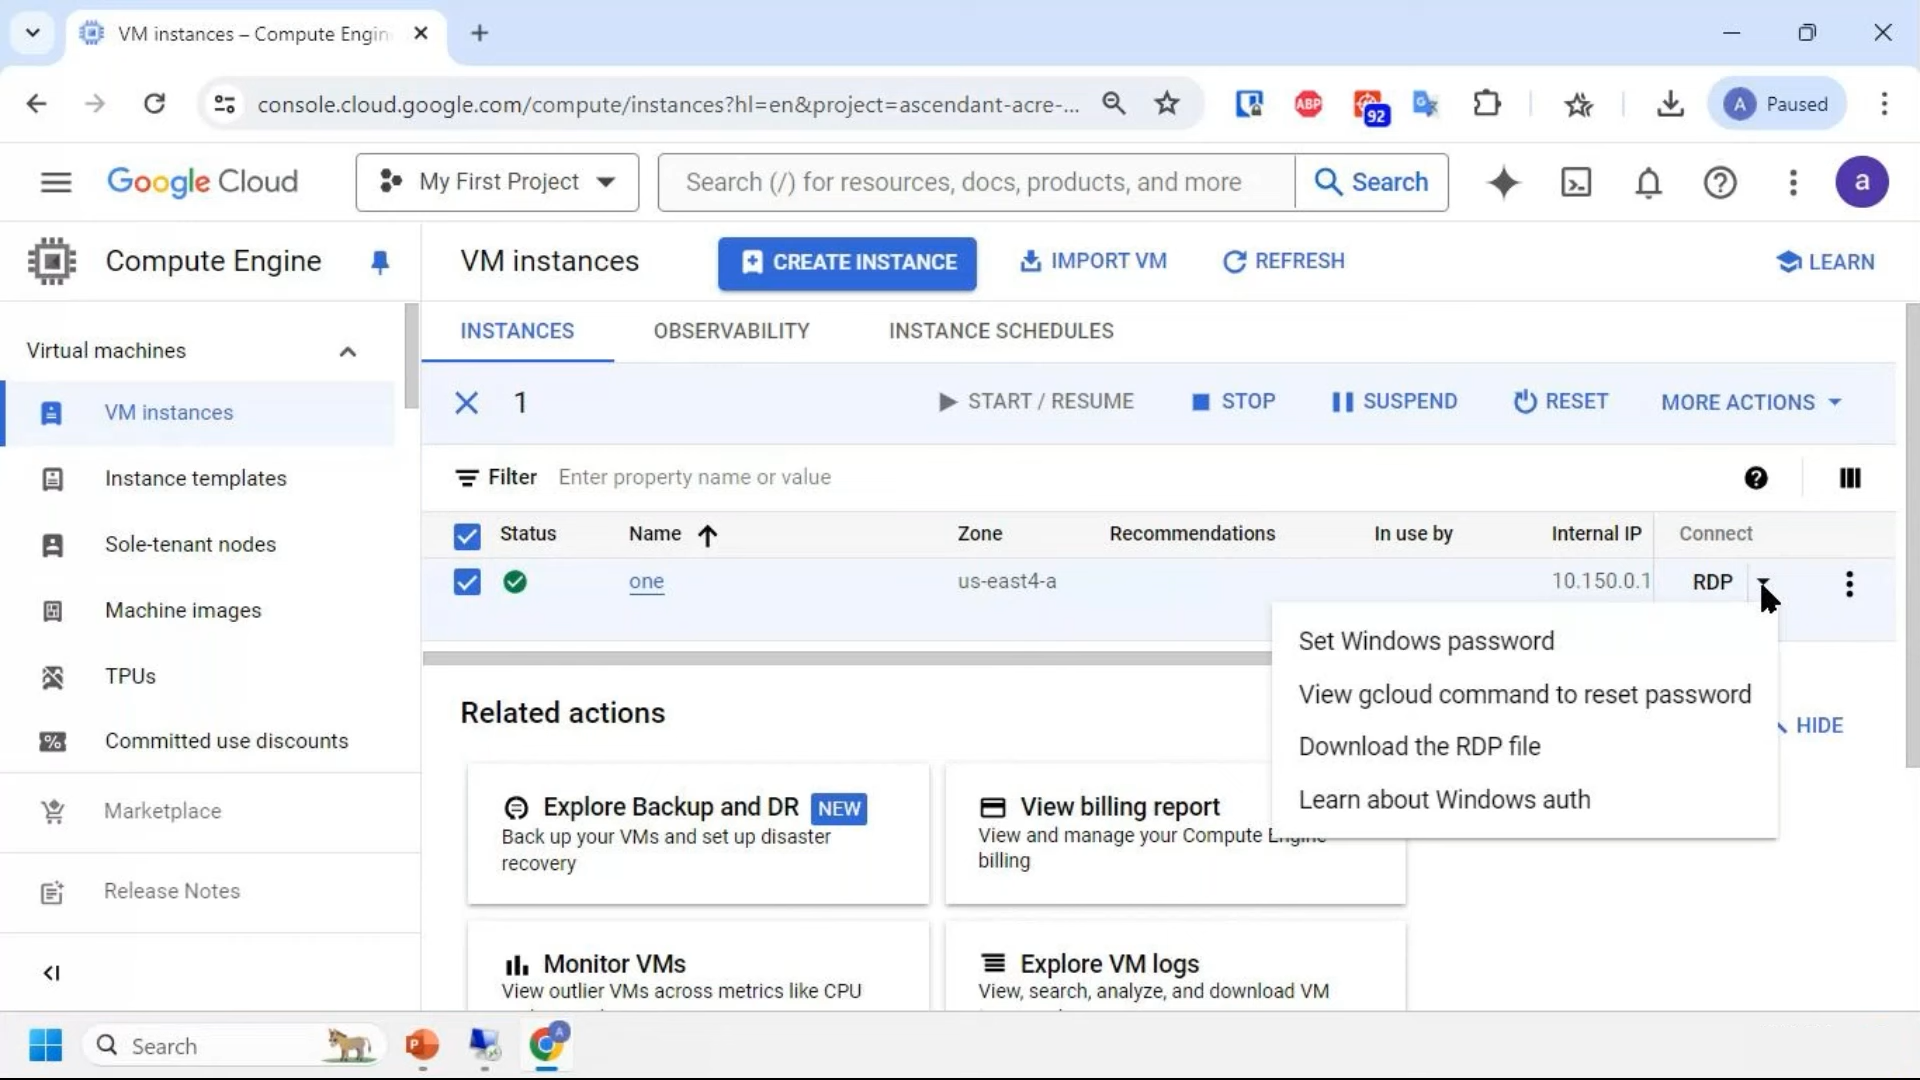 VM instances – Compute Engin
console.cloud.google.com/compute/instances?hl=en&project=ascendant-acre-...
ABP
92
A
Paused
Google Cloud
My First Project
Search (/) for resources, docs, products, and more
Search
a
Compute Engine
VM instances
CREATE INSTANCE
IMPORT VM
REFRESH
LEARN
Virtual machines
VM instances
Instance templates
Sole-tenant nodes
Machine images
TPUs
Committed use discounts
Marketplace
Release Notes
INSTANCES
OBSERVABILITY
INSTANCE SCHEDULES
1
START / RESUME
STOP
SUSPEND
RESET
MORE ACTIONS
Filter
Enter property name or value
Status
Name
Zone
Recommendations
In use by
Internal IP
Connect
one
us-east4-a
10.150.0.1
RDP
Set Windows password
View gcloud command to reset password
Download the RDP file
Learn about Windows auth
Related actions
HIDE
Explore Backup and DR
NEW
Back up your VMs and set up disaster
recovery
View billing report
View and manage your Compute Engine
billing
Monitor VMs
View outlier VMs across metrics like CPU
Explore VM logs
View, search, analyze, and download VM
Search
A